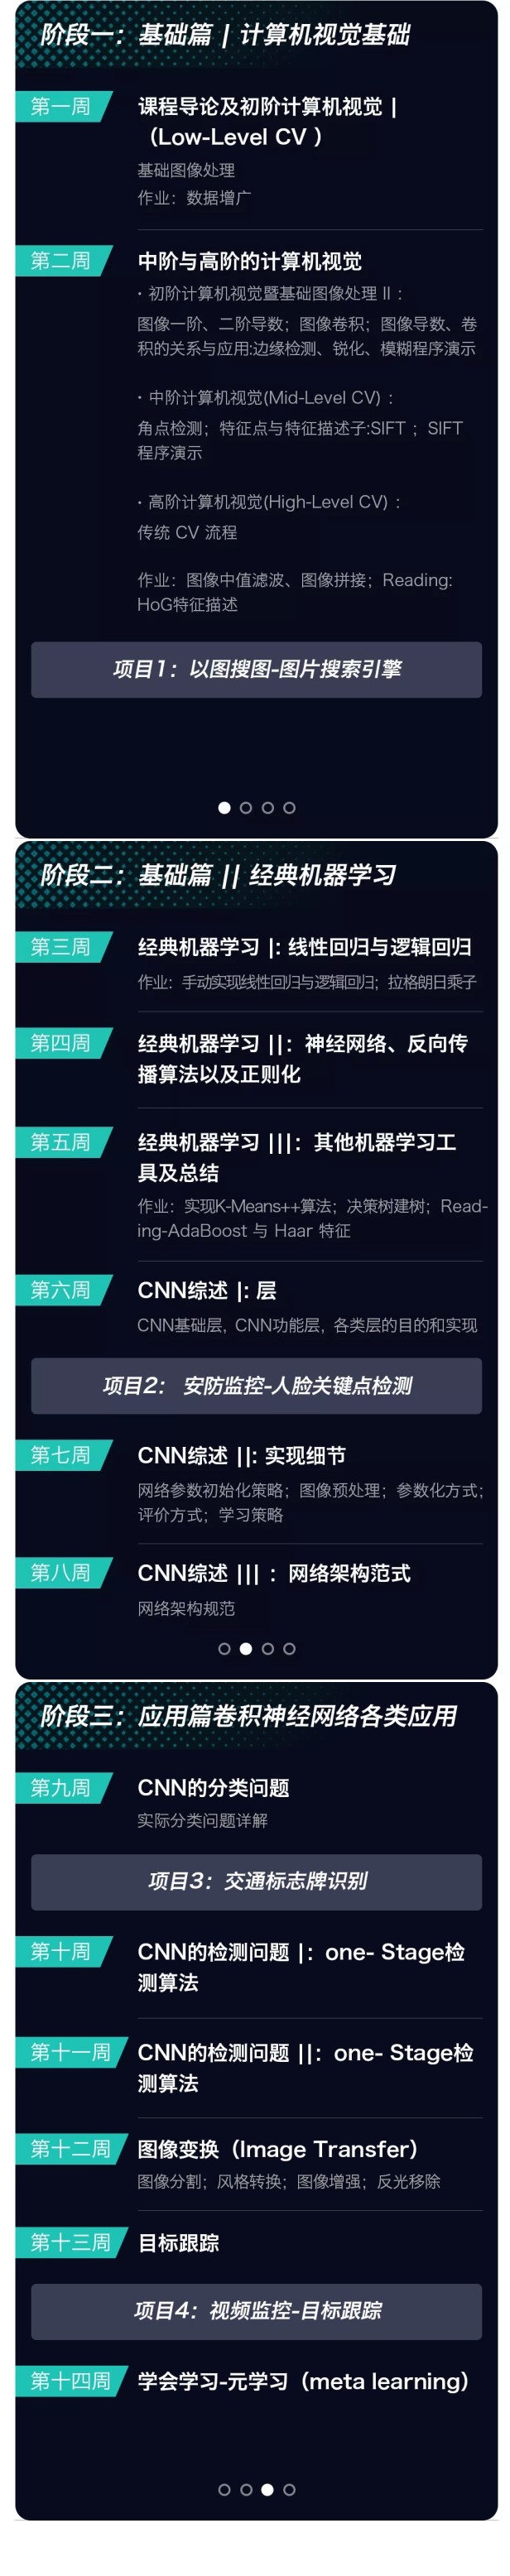 阶段一：基础篇 | 计算机视觉基础
第一周
课程导论及初阶计算机视觉 |
（Low-Level CV ）
基础图像处理
作业：数据增广
第二周
中阶与高阶的计算机视觉
· 初阶计算机视觉暨基础图像处理 II ：
图像一阶、二阶导数；图像卷积；图像导数、卷
积的关系与应用:边缘检测、锐化、模糊程序演示
· 中阶计算机视觉(Mid-Level CV) ：
角点检测；特征点与特征描述子:SIFT ；SIFT
程序演示
· 高阶计算机视觉(High-Level CV) ：
传统 CV 流程
作业：图像中值滤波、图像拼接；Reading:
HoG特征描述
项目1：以图搜图-图片搜索引擎
阶段二：基础篇 || 经典机器学习
第三周
经典机器学习 |: 线性回归与逻辑回归
作业：手动实现线性回归与逻辑回归；拉格朗日乘子
第四周
经典机器学习 ||：神经网络、反向传
播算法以及正则化
第五周
经典机器学习 |||：其他机器学习工
具及总结
作业：实现K-Means++算法；决策树建树；Read-
ing-AdaBoost 与 Haar 特征
第六周
CNN综述 |: 层
CNN基础层, CNN功能层，各类层的目的和实现
项目2： 安防监控-人脸关键点检测
第七周
CNN综述 ||: 实现细节
网络参数初始化策略；图像预处理；参数化方式；
评价方式；学习策略
第八周
CNN综述 ||| ：网络架构范式
网络架构规范
阶段三：应用篇卷积神经网络各类应用
第九周
CNN的分类问题
实际分类问题详解
项目3：交通标志牌识别
第十周
CNN的检测问题 |：one- Stage检
测算法
第十一周
CNN的检测问题 ||：one- Stage检
测算法
第十二周
图像变换（Image Transfer）
图像分割；风格转换；图像增强；反光移除
第十三周
目标跟踪
项目4：视频监控-目标跟踪
第十四周
学会学习-元学习（meta learning）